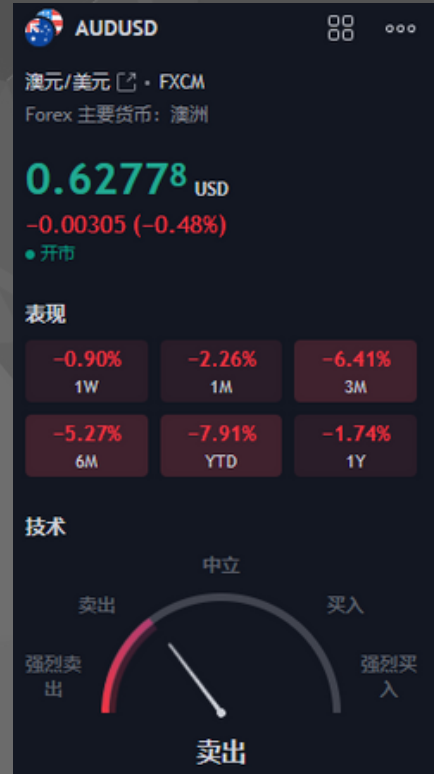 AUDUSD
澳元/美元 · FXCM
Forex 主要货币：澳洲
0.62778 USD
−0.00305 (−0.48%)
开市
表现
−0.90% −2.26% −6.41%
1W 1M 3M
−5.27% −7.91% −1.74%
6M YTD 1Y
技术
中立
卖出 买入
强烈卖 强烈买
出 入
卖出